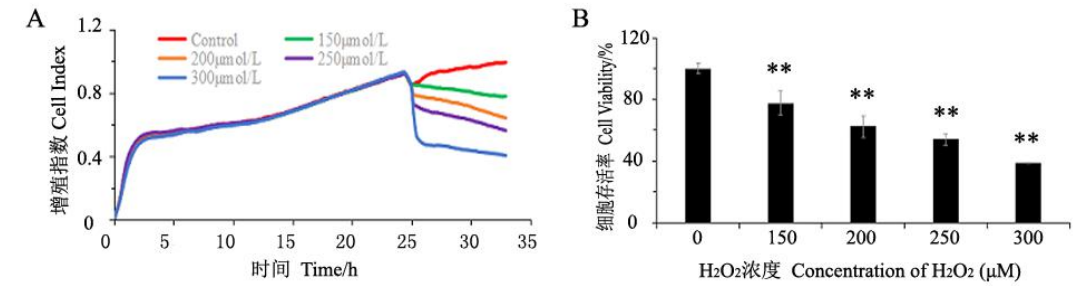 A
增殖指数 Cell Index
1.2
0.8
0.4
0
Control
150μmol/L
200μmol/L
250μmol/L
300μmol/L
0 5 10 15 20 25 30 35
时间 Time/h
B
细胞存活率 Cell Viability/%
120
80
40
0
**
**
**
**
0 150 200 250 300
H₂O₂浓度 Concentration of H₂O₂ (μM)